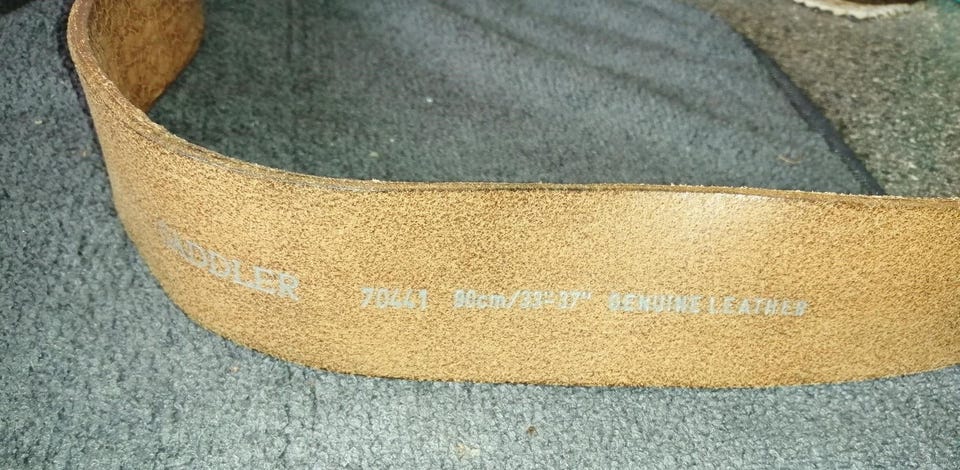 SADDLER 70441 90cm/33"-37" GENUINE LEATHER